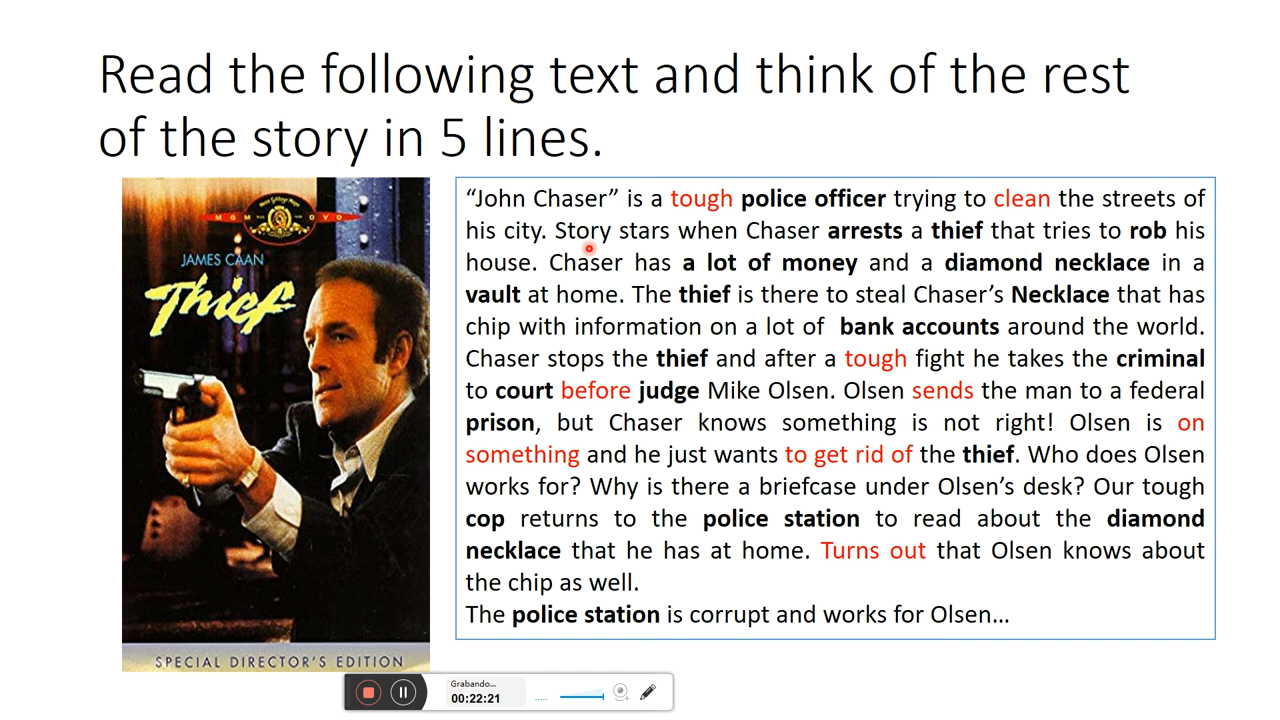 Read the following text and think of the rest
of the story in 5 lines.
MGM DVD
JAMES CAAN
Thief
SPECIAL DIRECTOR'S EDITION
“John Chaser” is a tough police officer trying to clean the streets of
his city. Story stars when Chaser arrests a thief that tries to rob his
house. Chaser has a lot of money and a diamond necklace in a
vault at home. The thief is there to steal Chaser’s Necklace that has
chip with information on a lot of bank accounts around the world.
Chaser stops the thief and after a tough fight he takes the criminal
to court before judge Mike Olsen. Olsen sends the man to a federal
prison, but Chaser knows something is not right! Olsen is on
something and he just wants to get rid of the thief. Who does Olsen
works for? Why is there a briefcase under Olsen’s desk? Our tough
cop returns to the police station to read about the diamond
necklace that he has at home. Turns out that Olsen knows about
the chip as well.
The police station is corrupt and works for Olsen…
Grabando...
00:22:21